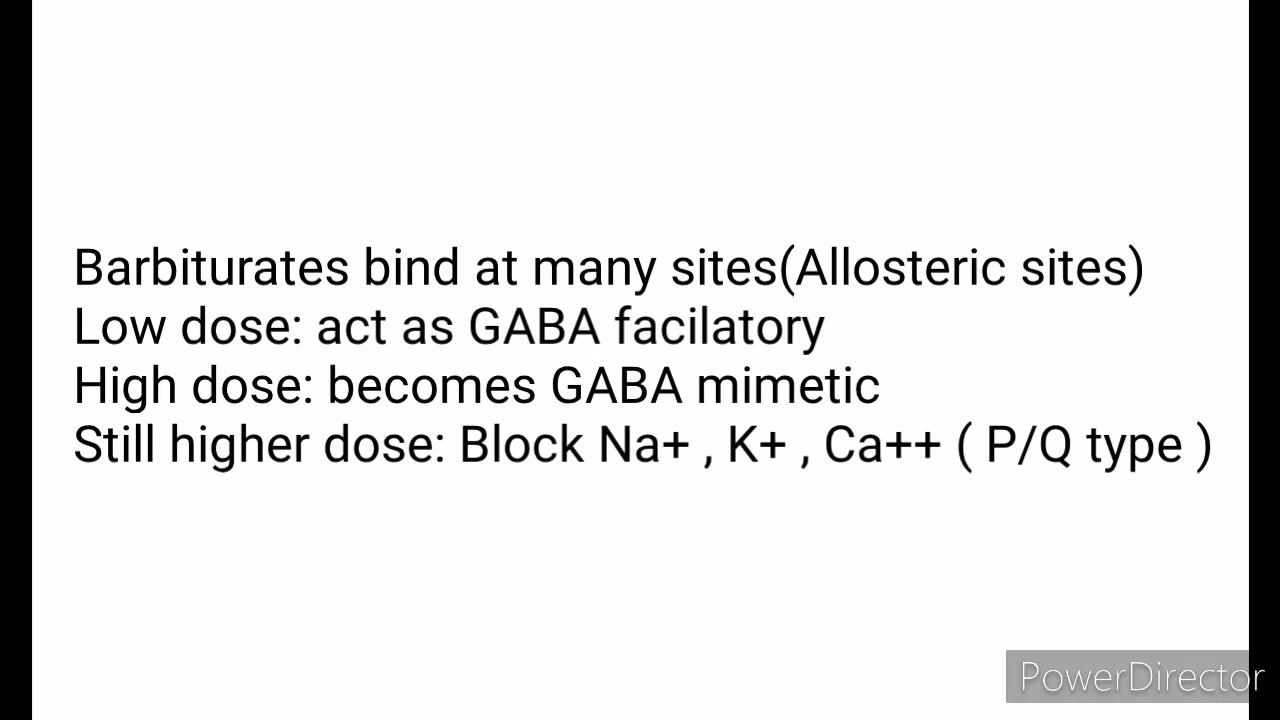 Barbiturates bind at many sites(Allosteric sites)
Low dose: act as GABA facilatory
High dose: becomes GABA mimetic
Still higher dose: Block Na+ , K+ , Ca++ ( P/Q type )
PowerDirector